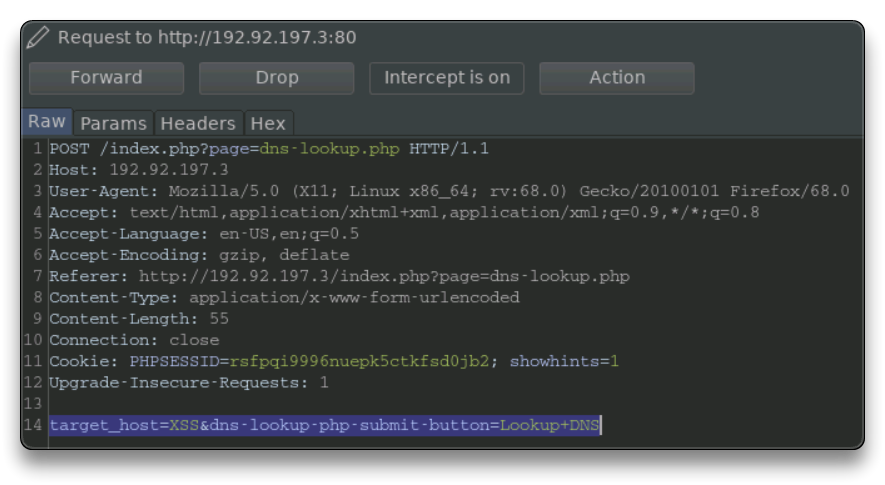 Request to http://192.92.197.3:80
Forward Drop Intercept is on Action
Raw Params Headers Hex
1 POST /index.php?page=dns-lookup.php HTTP/1.1
2 Host: 192.92.197.3
3 User-Agent: Mozilla/5.0 (X11; Linux x86_64; rv:68.0) Gecko/20100101 Firefox/68.0
4 Accept: text/html,application/xhtml+xml,application/xml;q=0.9,*/*;q=0.8
5 Accept-Language: en-US,en;q=0.5
6 Accept-Encoding: gzip, deflate
7 Referer: http://192.92.197.3/index.php?page=dns-lookup.php
8 Content-Type: application/x-www-form-urlencoded
9 Content-Length: 55
10 Connection: close
11 Cookie: PHPSESSID=rsfpqi9996nuepk5ctkfsd0jb2; showhints=1
12 Upgrade-Insecure-Requests: 1
13
14 target_host=XSS&dns-lookup-php-submit-button=Lookup+DNS